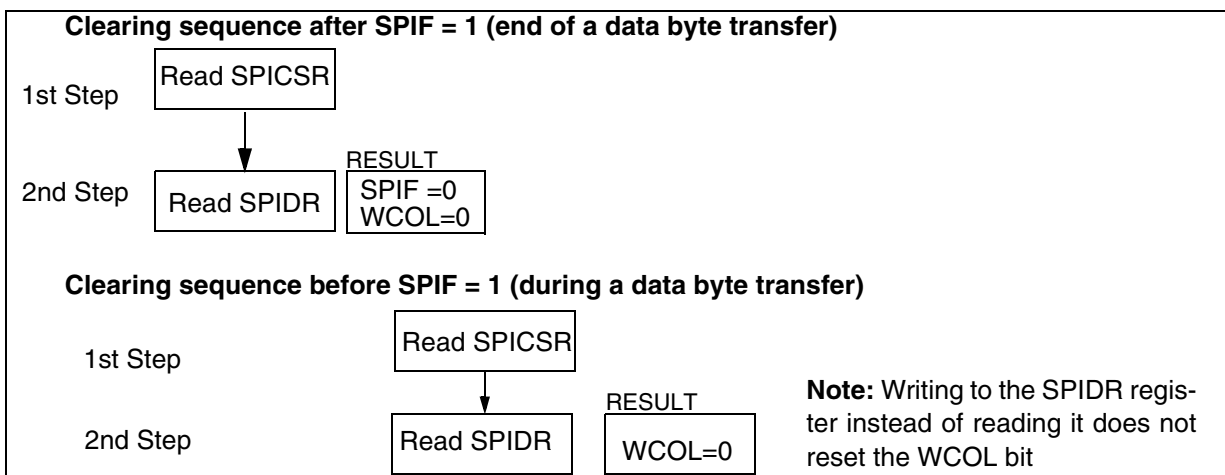 Clearing sequence after SPIF = 1 (end of a data byte transfer)
1st Step
Read SPICSR
2nd Step
Read SPIDR
RESULT
SPIF =0
WCOL=0
Clearing sequence before SPIF = 1 (during a data byte transfer)
1st Step
Read SPICSR
2nd Step
Read SPIDR
RESULT
WCOL=0
Note: Writing to the SPIDR regis-
ter instead of reading it does not
reset the WCOL bit